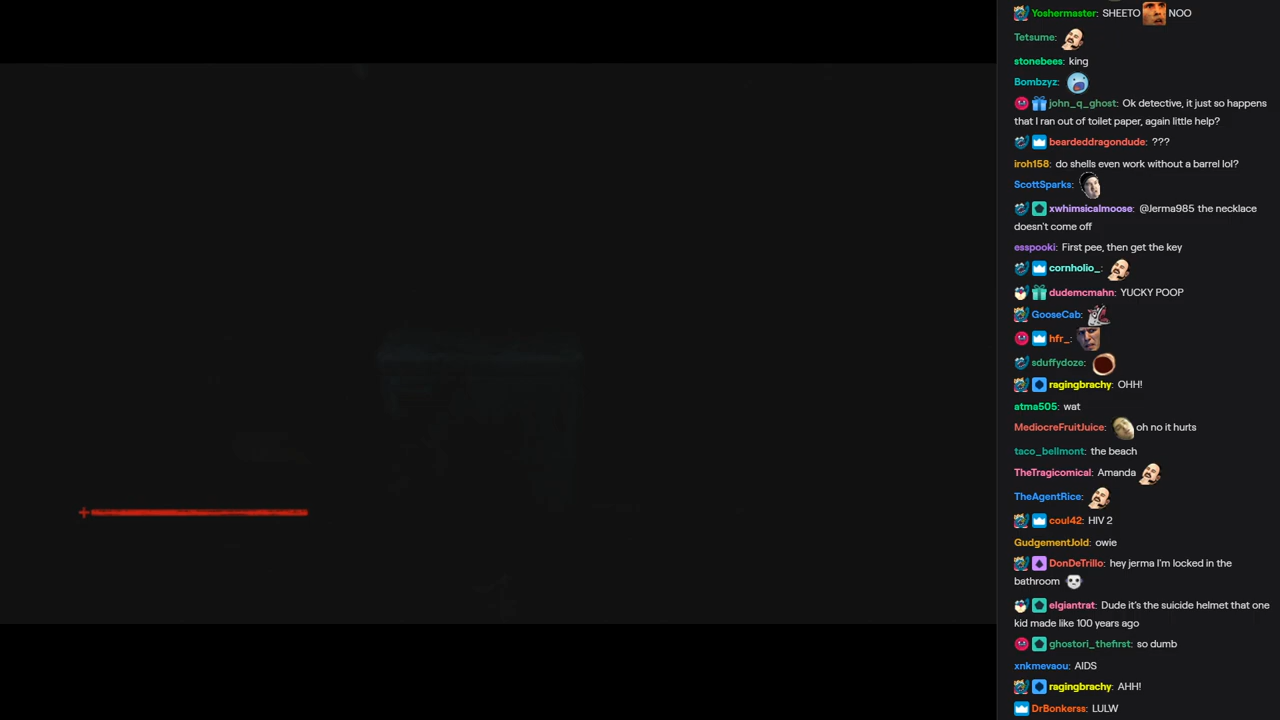 Yoshermaster: SHEETO NOO
Tetsume:
stonebees: king
Bombzyz:
john_q_ghost: Ok detective, it just so happens
that I ran out of toilet paper, again little help?
beardeddragondude: ???
iroh158: do shells even work without a barrel lol?
ScottSparks:
xwhimsicalmoose: @Jerma985 the necklace
doesn't come off
esspooki: First pee, then get the key
cornholio_:
dudemcmahn: YUCKY POOP
GooseCab:
hfr_:
sduffydoze:
ragingbrachy: OHH!
atma505: wat
MediocreFruitJuice: oh no it hurts
taco_bellmont: the beach
TheTragicomical: Amanda
TheAgentRice:
coul42: HIV 2
GudgementJold: owie
DonDeTrillo: hey jerma I'm locked in the
bathroom
elgiantrat: Dude it's the suicide helmet that one
kid made like 100 years ago
ghostori_thefirst: so dumb
xnkmevaou: AIDS
ragingbrachy: AHH!
DrBonkerss: LULW